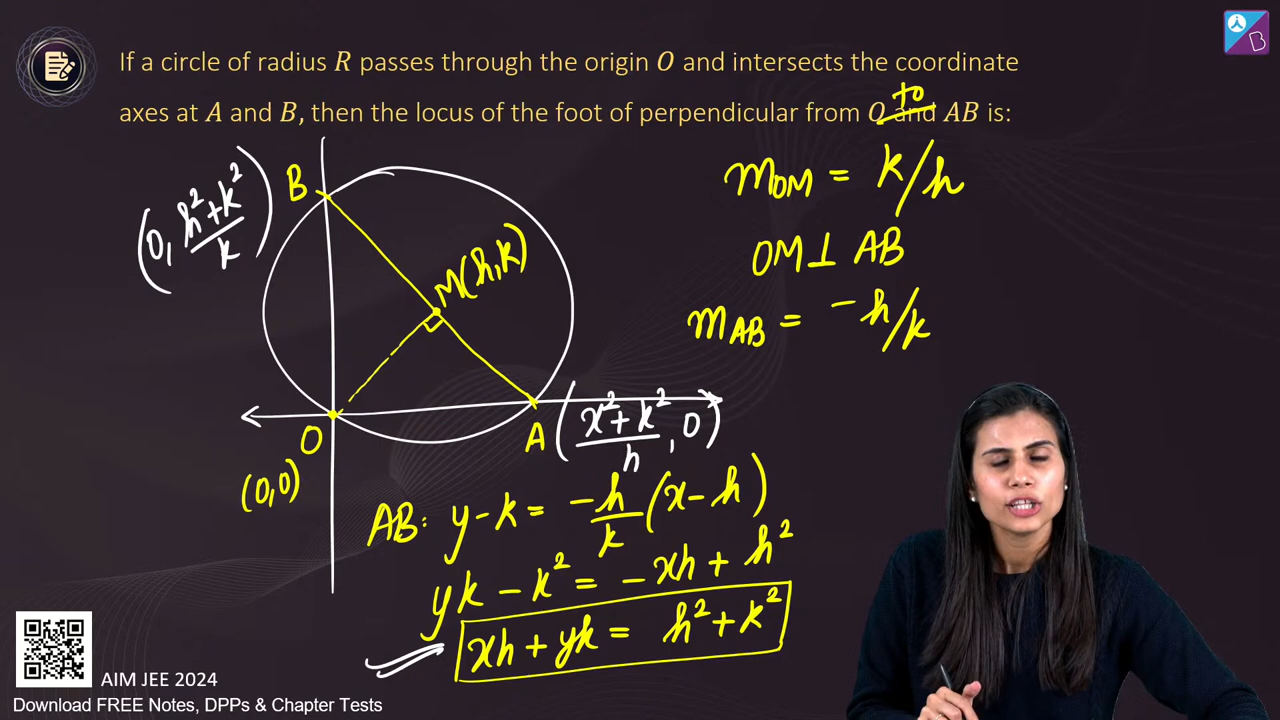 If a circle of radius R passes through the origin O and intersects the coordinate
axes at A and B, then the locus of the foot of perpendicular from O and AB is:
to
m_OM = k/h
OM ⊥ AB
m_AB = -h/k
B
(0, (h²+k²)/k)
M(h,k)
O
(0,0)
A ((x²+k²)/h, 0)
AB: y-k = -h/k (x-h)
yk - k² = -xh + h²
xh + yk = h² + k²
AIM JEE 2024
Download FREE Notes, DPPs & Chapter Tests
B